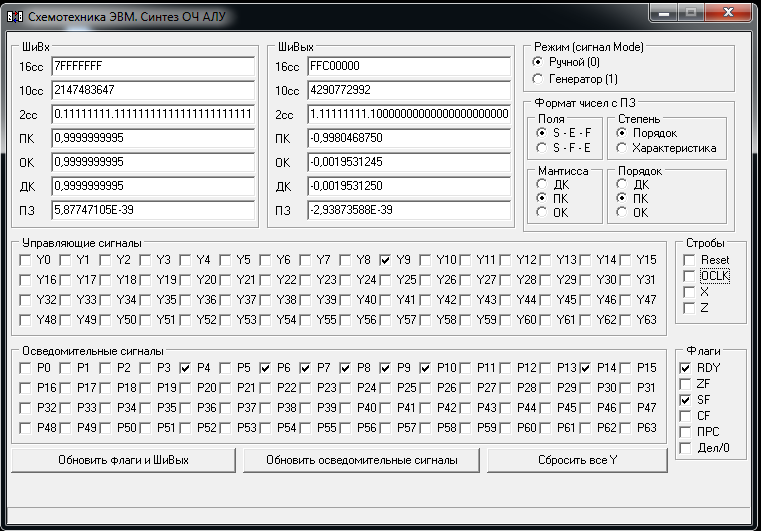 Схемотехника ЭВМ. Синтез ОЧ АЛУ
ШиВх
16сс 7FFFFFFF
10сс 2147483647
2сс 0.11111111.11111111111111111111111
ПК 0,9999999995
ОК 0,9999999995
ДК 0,9999999995
ПЗ 5,87747105E-39
ШиВых
16сс FFC00000
10сс 4290772992
2сс 1.11111111.10000000000000000000000
ПК -0,9980468750
ОК -0,0019531245
ДК -0,0019531250
ПЗ -2,93873588E-39
Режим (сигнал Mode)
Ручной (0)
Генератор (1)
Формат чисел с ПЗ
Поля
S - E - F
S - F - E
Степень
Порядок
Характеристика
Мантисса
ДК
ПК
ОК
Порядок
ДК
ПК
ОК
Управляющие сигналы
Y0 Y1 Y2 Y3 Y4 Y5 Y6 Y7 Y8 Y9 Y10 Y11 Y12 Y13 Y14 Y15
Y16 Y17 Y18 Y19 Y20 Y21 Y22 Y23 Y24 Y25 Y26 Y27 Y28 Y29 Y30 Y31
Y32 Y33 Y34 Y35 Y36 Y37 Y38 Y39 Y40 Y41 Y42 Y43 Y44 Y45 Y46 Y47
Y48 Y49 Y50 Y51 Y52 Y53 Y54 Y55 Y56 Y57 Y58 Y59 Y60 Y61 Y62 Y63
Стробы
Reset
OCLK
X
Z
Осведомительные сигналы
P0 P1 P2 P3 P4 P5 P6 P7 P8 P9 P10 P11 P12 P13 P14 P15
P16 P17 P18 P19 P20 P21 P22 P23 P24 P25 P26 P27 P28 P29 P30 P31
P32 P33 P34 P35 P36 P37 P38 P39 P40 P41 P42 P43 P44 P45 P46 P47
P48 P49 P50 P51 P52 P53 P54 P55 P56 P57 P58 P59 P60 P61 P62 P63
Флаги
RDY
ZF
SF
CF
ПРС
Дел/0
Обновить флаги и ШиВых
Обновить осведомительные сигналы
Сбросить все Y